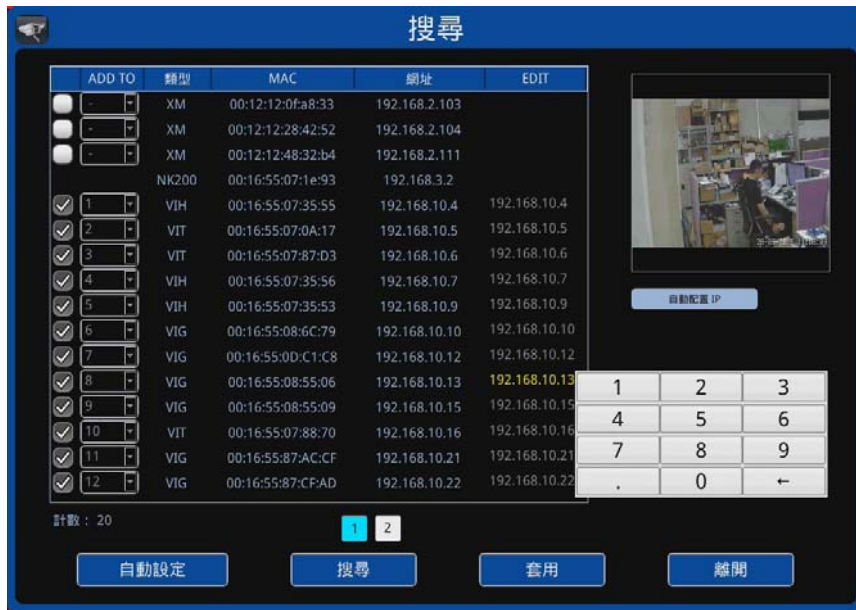 搜尋
ADD TO 類型 MAC 網址 EDIT
- XM 00:12:12:0f:a8:33 192.168.2.103
- XM 00:12:12:28:42:52 192.168.2.104
- XM 00:12:12:48:32:b4 192.168.2.111
NK200 00:16:55:07:1e:93 192.168.3.2
1 VIH 00:16:55:07:35:55 192.168.10.4 192.168.10.4
2 VIT 00:16:55:07:0A:17 192.168.10.5 192.168.10.5
3 VIT 00:16:55:07:87:D3 192.168.10.6 192.168.10.6
4 VIH 00:16:55:07:35:56 192.168.10.7 192.168.10.7
5 VIH 00:16:55:07:35:53 192.168.10.9 192.168.10.9
6 VIG 00:16:55:08:6C:79 192.168.10.10 192.168.10.10
7 VIG 00:16:55:0D:C1:C8 192.168.10.12 192.168.10.12
8 VIG 00:16:55:08:55:06 192.168.10.13 192.168.10.13
9 VIG 00:16:55:08:55:09 192.168.10.15 192.168.10.15
10 VIT 00:16:55:07:88:70 192.168.10.16 192.168.10.16
11 VIG 00:16:55:87:AC:CF 192.168.10.21 192.168.10.21
12 VIG 00:16:55:87:CF:AD 192.168.10.22 192.168.10.22
自動配置 IP
1 2 3
4 5 6
7 8 9
. 0 ←
計數： 20
1 2
自動設定 搜尋 套用 離開